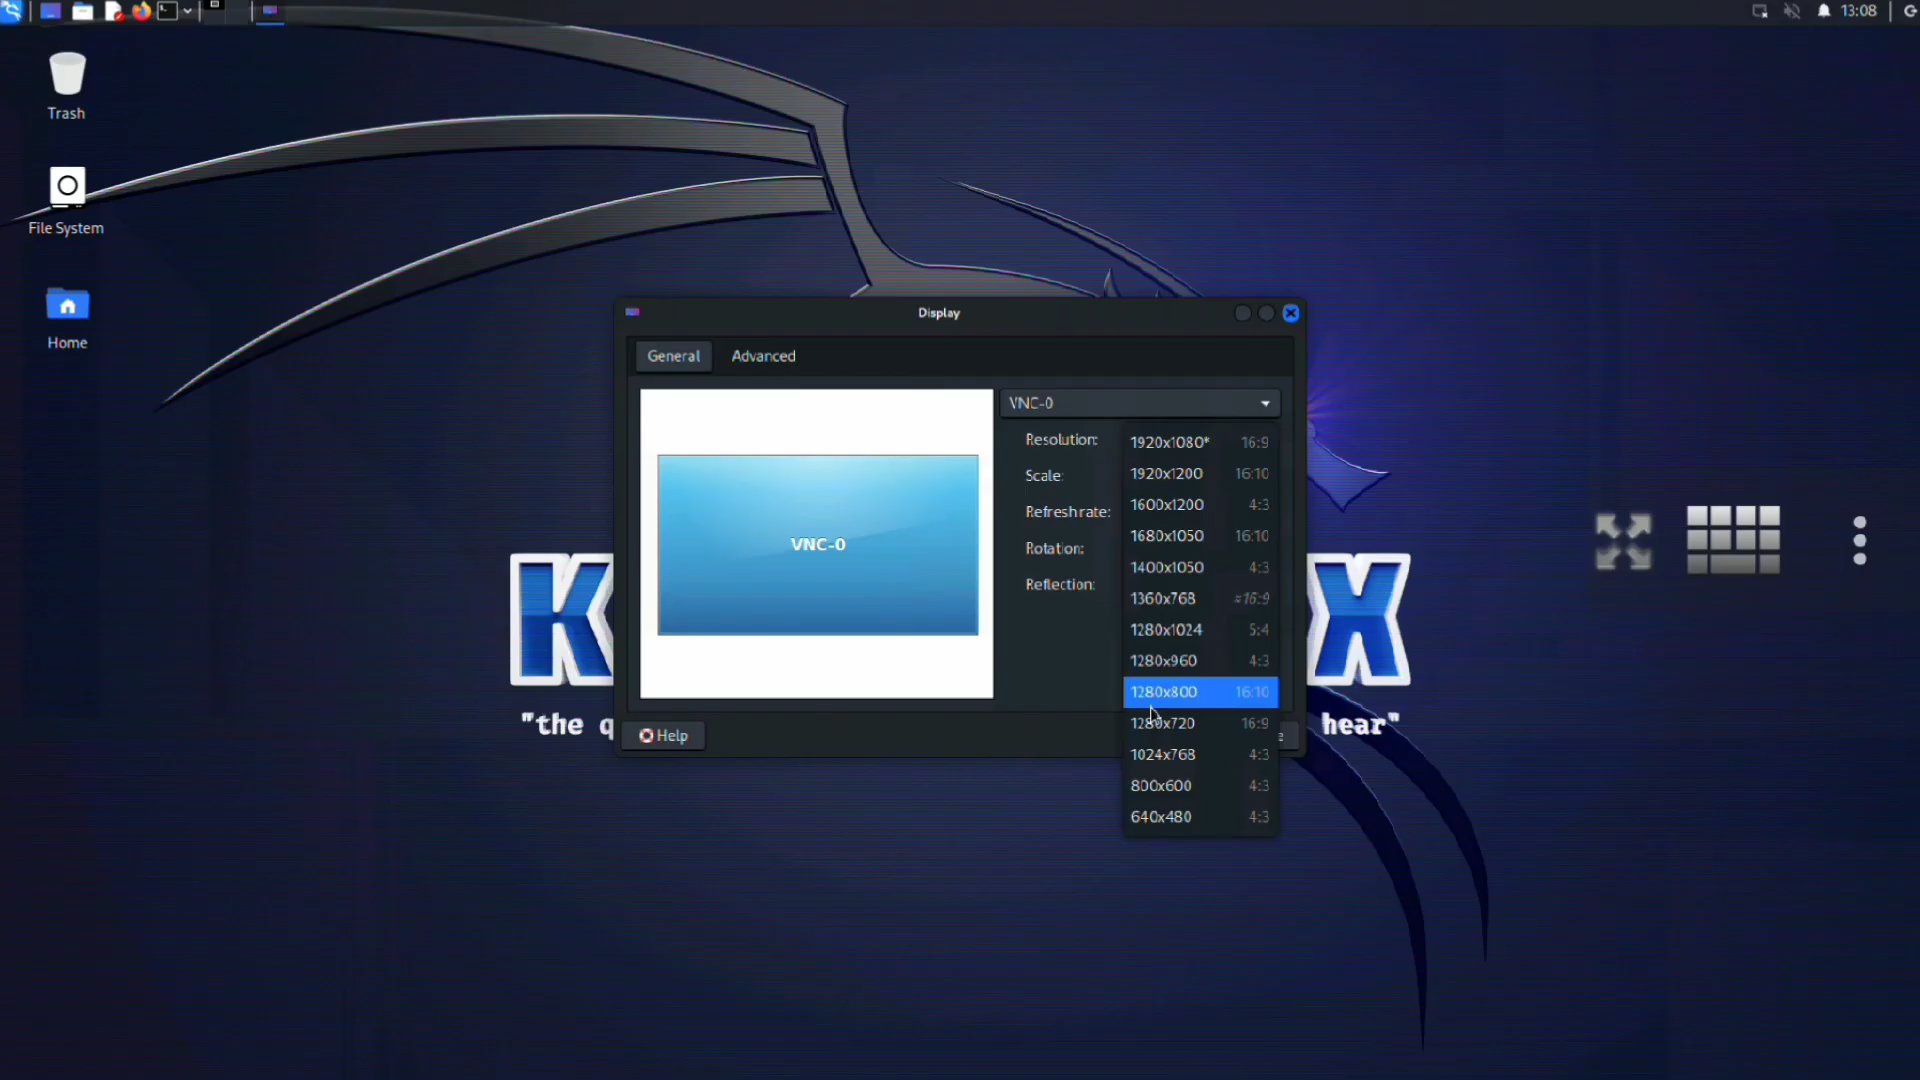 13:08
Trash
File System
Home
Display
General
Advanced
VNC-0
VNC-0
Resolution:
Scale:
Refresh rate:
Rotation:
Reflection:
1920x1080* 16:9
1920x1200 16:10
1600x1200 4:3
1680x1050 16:10
1400x1050 4:3
1360x768 ≈16:9
1280x1024 5:4
1280x960 4:3
1280x800 16:10
1280x720 16:9
1024x768 4:3
800x600 4:3
640x480 4:3
Help
K X
"the hear"